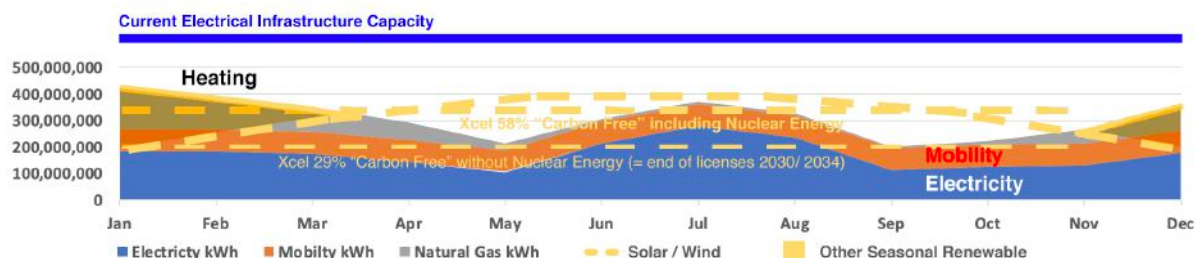 Current Electrical Infrastructure Capacity
500,000,000
Heating
400,000,000
300,000,000
Xcel 58% “Carbon Free” including Nuclear Energy
200,000,000
Xcel 29% “Carbon Free” without Nuclear Energy (= end of licenses 2030/ 2034)
Mobility
100,000,000
Electricity
0
Jan Feb Mar Apr May Jun Jul Aug Sep Oct Nov Dec
Electricty kWh Mobilty kWh Natural Gas kWh Solar / Wind Other Seasonal Renewable